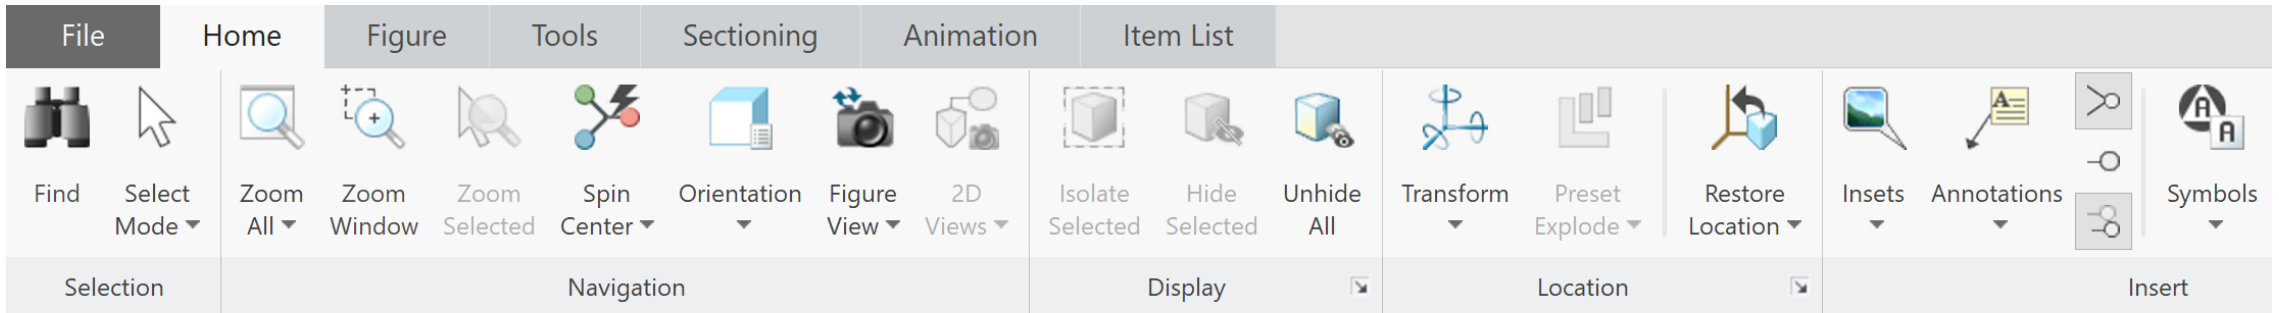 File Home Figure Tools Sectioning Animation Item List
Find
Select
Mode
Zoom
All
Zoom
Window
Zoom
Selected
Spin
Center
Orientation
Figure
View
2D
Views
Isolate
Selected
Hide
Selected
Unhide
All
Transform
Preset
Explode
Restore
Location
Insets
Annotations
Symbols
Selection Navigation Display Location Insert